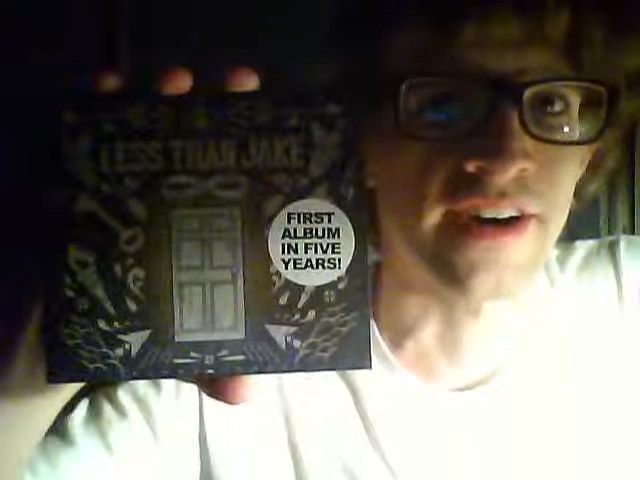 LESS THAN JAKE
FIRST
ALBUM
IN FIVE
YEARS!